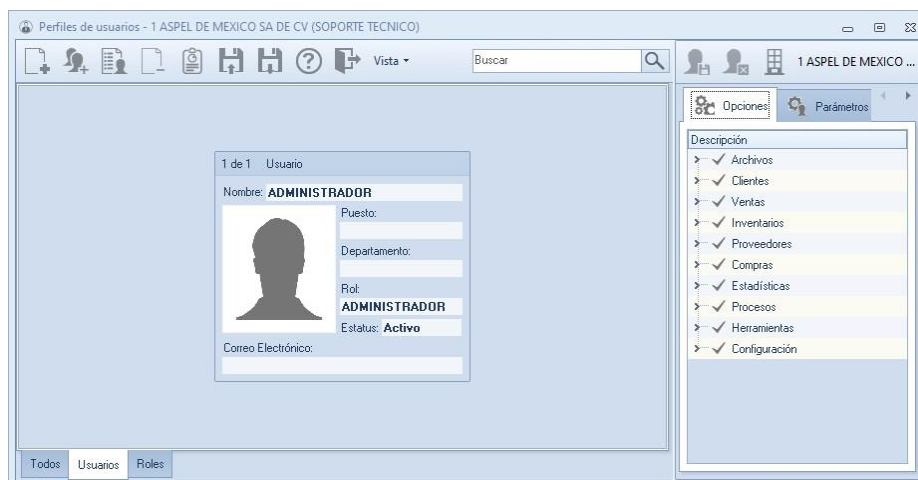 Perfiles de usuarios - 1 ASPEL DE MEXICO SA DE CV (SOPORTE TECNICO)
Vista
Buscar
1 ASPEL DE MEXICO ...
Opciones
Parámetros
Descripción
Archivos
Clientes
Ventas
Inventarios
Proveedores
Compras
Estadísticas
Procesos
Herramientas
Configuración
1 de 1 Usuario
Nombre: ADMINISTRADOR
Puesto:
Departamento:
Rol:
ADMINISTRADOR
Estatus: Activo
Correo Electrónico:
Todos Usuarios Roles